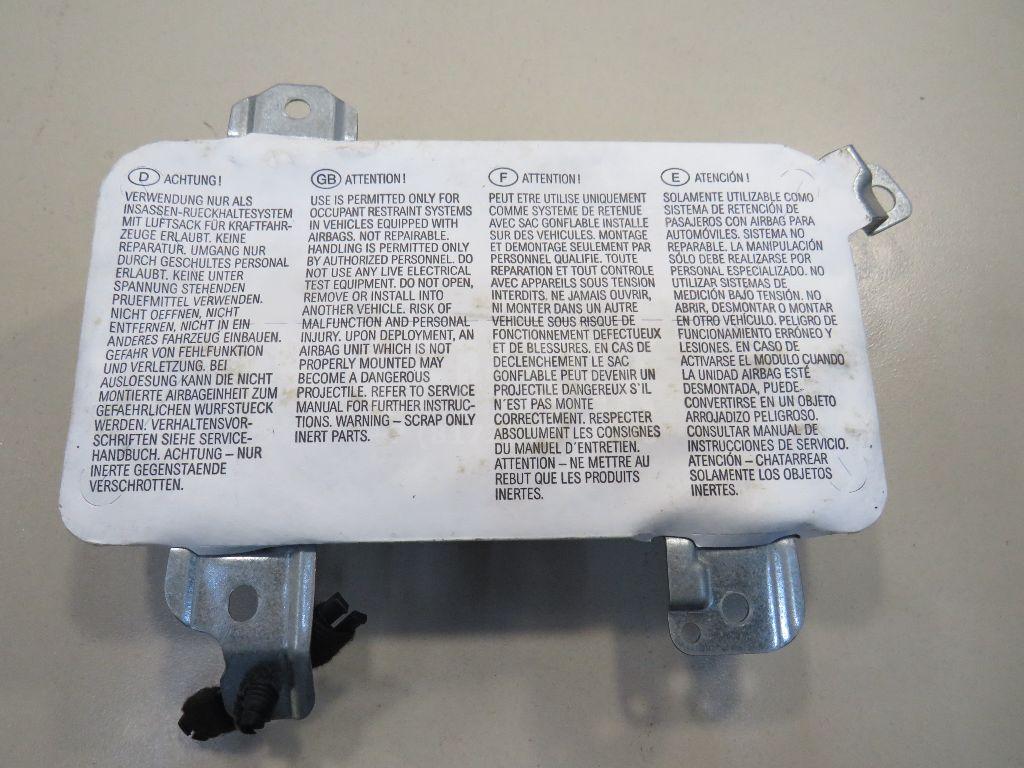 D ACHTUNG!
VERWENDUNG NUR ALS
INSASSEN-RUECKHALTESYSTEM
MIT LUFTSACK FÜR KRAFTFAHR-
ZEUGE ERLAUBT. KEINE
REPARATUR. UMGANG NUR
DURCH GESCHULTES PERSONAL
ERLAUBT. KEINE UNTER
SPANNUNG STEHENDEN
PRUEFMITTEL VERWENDEN.
NICHT OEFFNEN, NICHT
ENTFERNEN, NICHT IN EIN
ANDERES FAHRZEUG EINBAUEN.
GEFAHR VON FEHLFUNKTION
UND VERLETZUNG. BEI
AUSLOESUNG KANN DIE NICHT
MONTIERTE AIRBAGEINHEIT ZUM
GEFAEHRLICHEN WURFSTUECK
WERDEN. VERHALTENSVOR-
SCHRIFTEN SIEHE SERVICE-
HANDBUCH. ACHTUNG – NUR
INERTE GEGENSTAENDE
VERSCHROTTEN.
GB ATTENTION!
USE IS PERMITTED ONLY FOR
OCCUPANT RESTRAINT SYSTEMS
IN VEHICLES EQUIPPED WITH
AIRBAGS. NOT REPAIRABLE.
HANDLING IS PERMITTED ONLY
BY AUTHORIZED PERSONNEL. DO
NOT USE ANY LIVE ELECTRICAL
TEST EQUIPMENT. DO NOT OPEN,
REMOVE OR INSTALL INTO
ANOTHER VEHICLE. RISK OF
MALFUNCTION AND PERSONAL
INJURY. UPON DEPLOYMENT, AN
AIRBAG UNIT WHICH IS NOT
PROPERLY MOUNTED MAY
BECOME A DANGEROUS
PROJECTILE. REFER TO SERVICE
MANUAL FOR FURTHER INSTRUC-
TIONS. WARNING – SCRAP ONLY
INERT PARTS.
F ATTENTION!
PEUT ETRE UTILISE UNIQUEMENT
COMME SYSTEME DE RETENUE
AVEC SAC GONFLABLE INSTALLE
SUR DES VEHICULES. MONTAGE
ET DEMONTAGE SEULEMENT PAR
PERSONNEL QUALIFIE. TOUTE
REPARATION ET TOUT CONTROLE
AVEC APPAREILS SOUS TENSION
INTERDITS. NE JAMAIS OUVRIR,
NI MONTER DANS UN AUTRE
VEHICULE SOUS RISQUE DE
FONCTIONNEMENT DEFECTUEUX
ET DE BLESSURES. EN CAS DE
DECLENCHEMENT LE SAC
GONFLABLE PEUT DEVENIR UN
PROJECTILE DANGEREUX S'IL
N'EST PAS MONTE
CORRECTEMENT. RESPECTER
ABSOLUMENT LES CONSIGNES
DU MANUEL D'ENTRETIEN.
ATTENTION – NE METTRE AU
REBUT QUE LES PRODUITS
INERTES.
E ATENCIÓN!
SOLAMENTE UTILIZABLE COMO
SISTEMA DE RETENCIÓN DE
PASAJEROS CON AIRBAG PARA
AUTOMÓVILES. SISTEMA NO
REPARABLE. LA MANIPULACIÓN
SÓLO DEBE REALIZARSE POR
PERSONAL ESPECIALIZADO. NO
UTILIZAR SISTEMAS DE
MEDICIÓN BAJO TENSIÓN. NO
ABRIR, DESMONTAR O MONTAR
EN OTRO VEHÍCULO. PELIGRO DE
FUNCIONAMIENTO ERRÓNEO Y
LESIONES. EN CASO DE
ACTIVARSE EL MODULO CUANDO
LA UNIDAD AIRBAG ESTÉ
DESMONTADA, PUEDE
CONVERTIRSE EN UN OBJETO
ARROJADIZO PELIGROSO.
CONSULTAR MANUAL DE
INSTRUCCIONES DE SERVICIO.
ATENCIÓN – CHATARREAR
SOLAMENTE LOS OBJETOS
INERTES.